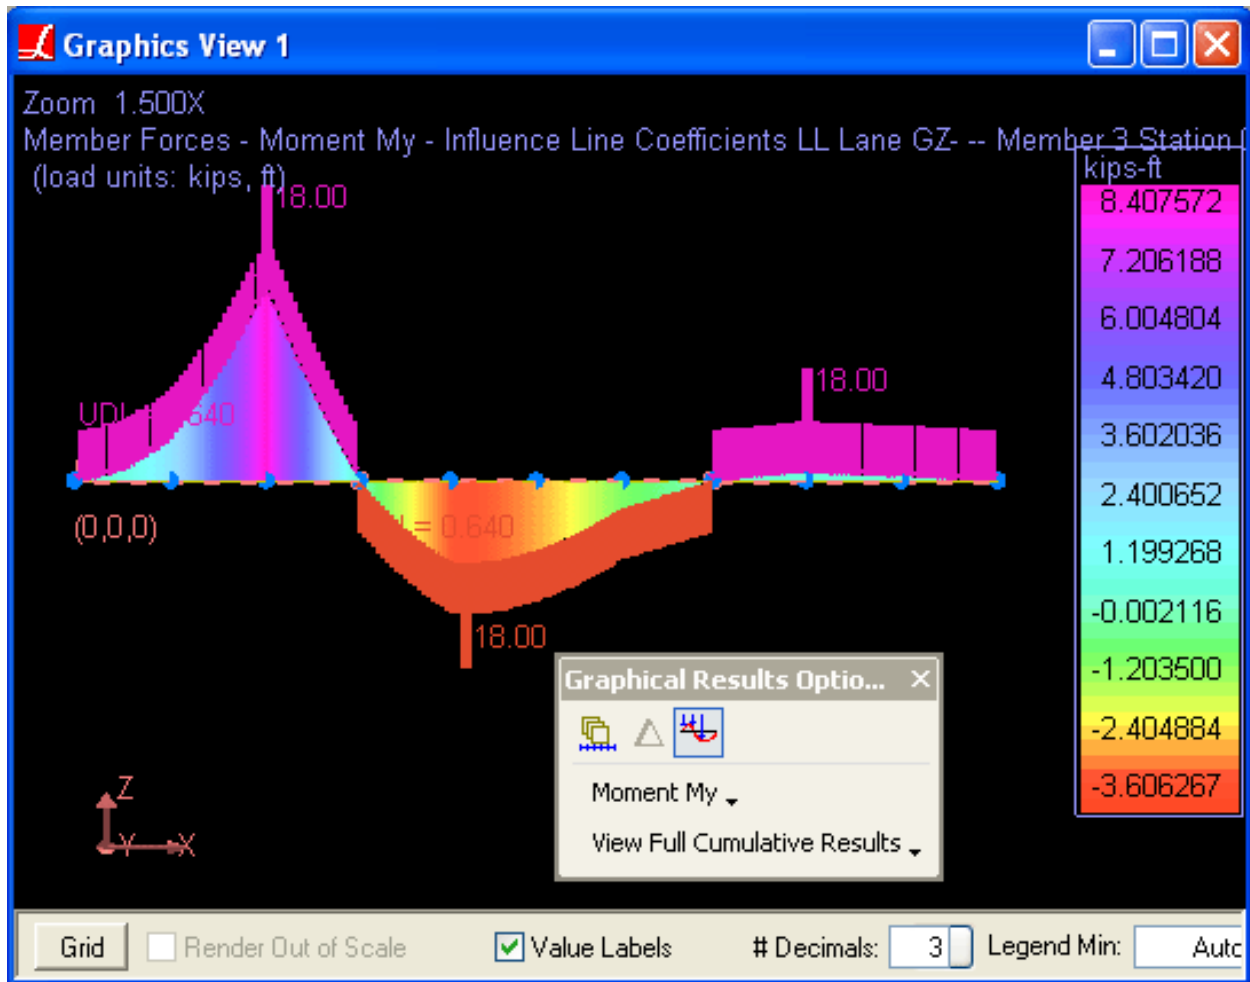 Graphics View 1
Zoom 1.500X
Member Forces - Moment My - Influence Line Coefficients LL Lane GZ- -- Member 3 Station
(load units: kips, ft)
kips-ft
18.00
8.407572
7.206188
6.004804
4.803420
3.602036
2.400652
1.199268
-0.002116
-1.203500
-2.404884
-3.606267
18.00
UDL = 0.640
(0,0,0)
= 0.640
18.00
Graphical Results Optio...
Moment My
View Full Cumulative Results
Z
Y X
Grid Render Out of Scale Value Labels # Decimals: 3 Legend Min: Auto